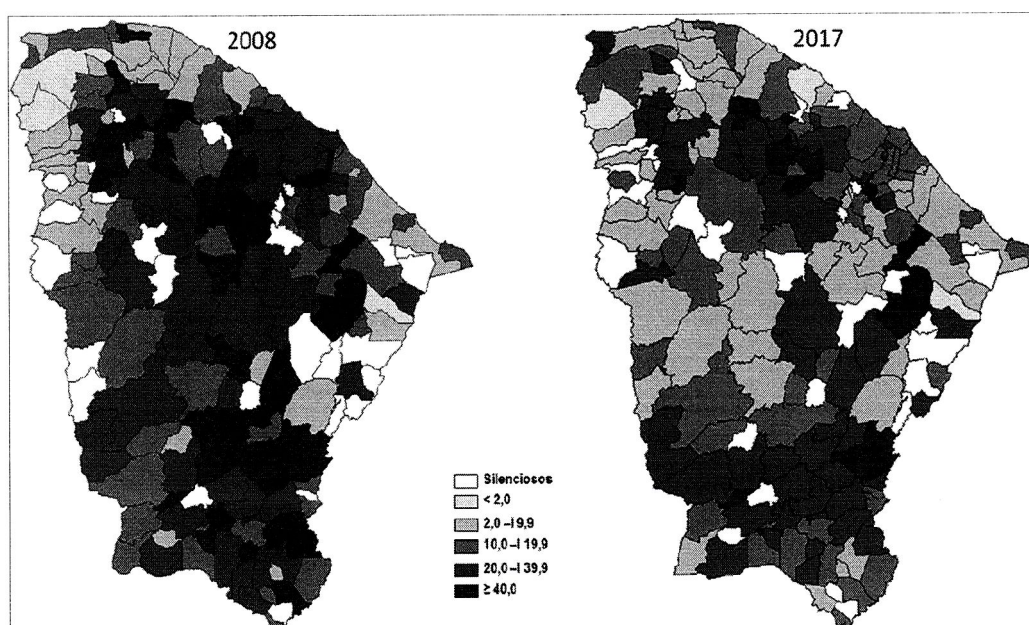 2008
2017
Silenciosos
< 2,0
2,0 –I 9,9
10,0 –I 19,9
20,0 –I 39,9
≥ 40,0